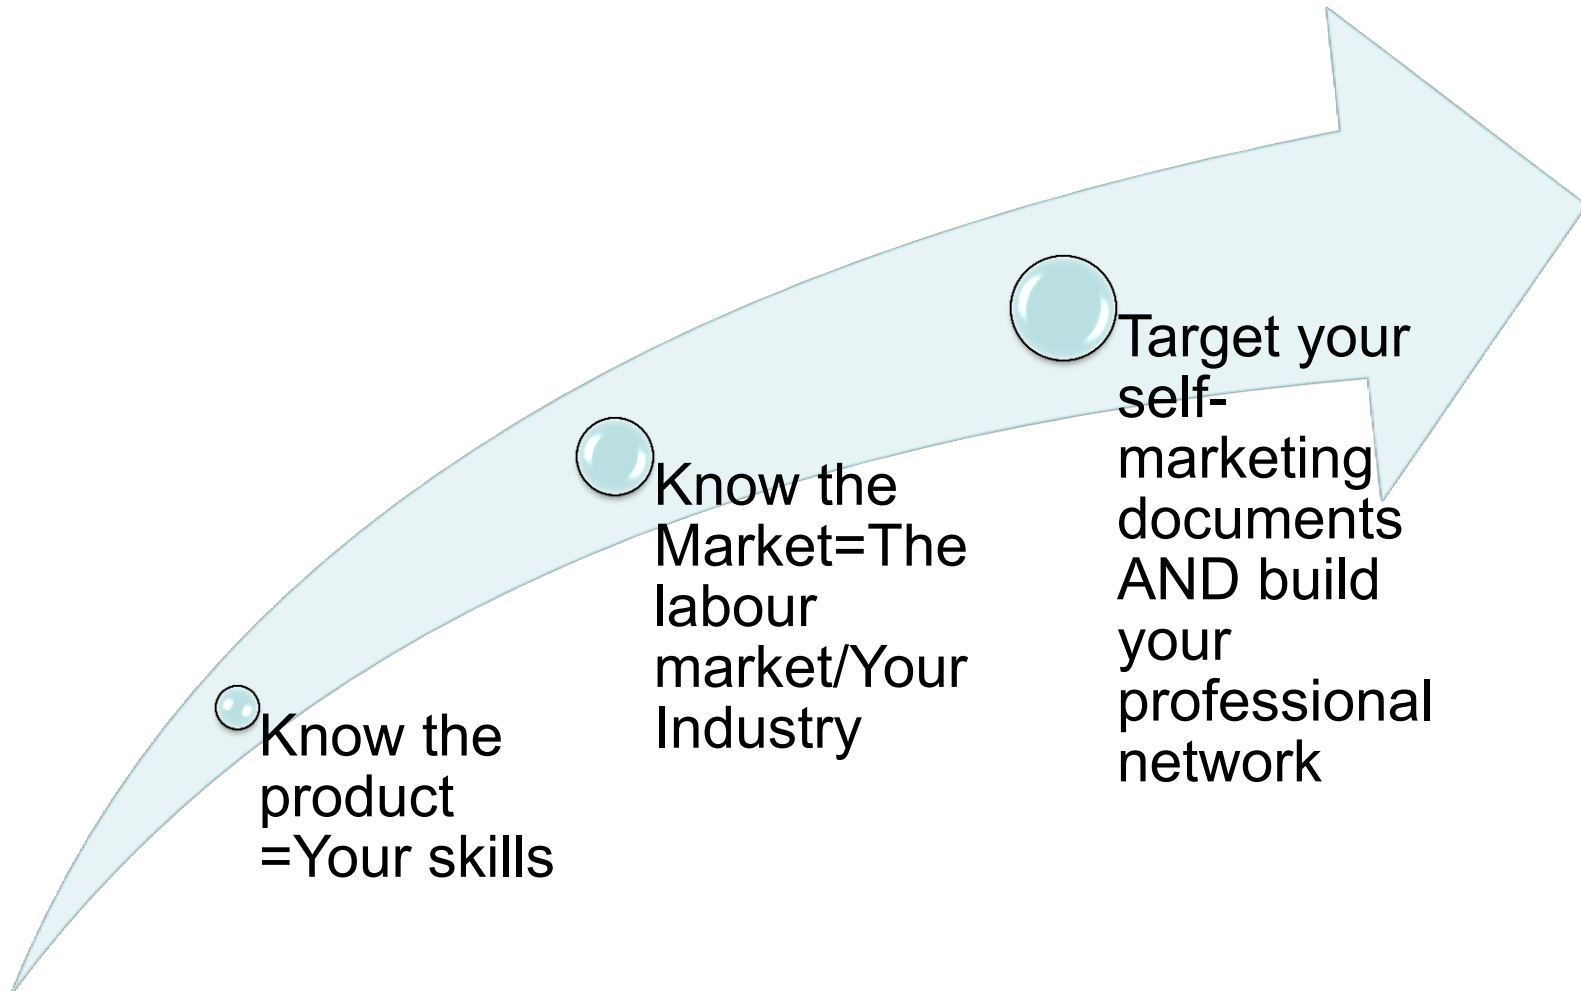 Know the
product
=Your skills
Know the
Market=The
labour
market/Your
Industry
Target your
self-
marketing
documents
AND build
your
professional
network